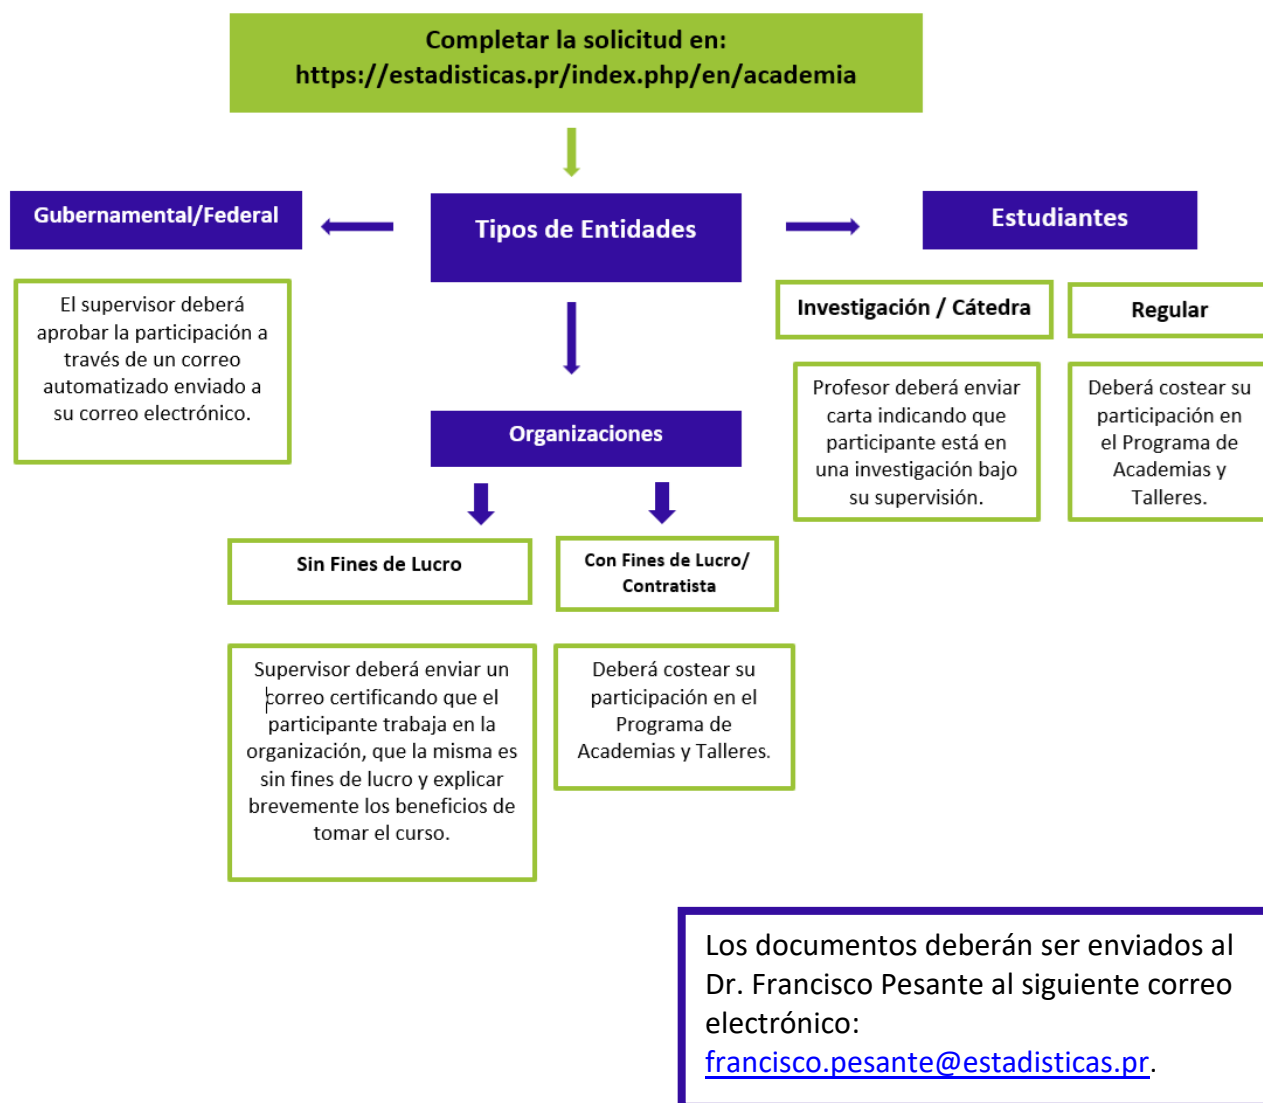 Completar la solicitud en:
https://estadisticas.pr/index.php/en/academia
Gubernamental/Federal
Tipos de Entidades
Estudiantes
El supervisor deberá
aprobar la participación a
través de un correo
automatizado enviado a
su correo electrónico.
Investigación / Cátedra
Regular
Profesor deberá enviar
carta indicando que
participante está en
una investigación bajo
su supervisión.
Deberá costear su
participación en
el Programa de
Academias y
Talleres.
Organizaciones
Sin Fines de Lucro
Con Fines de Lucro/
Contratista
Supervisor deberá enviar un
correo certificando que el
participante trabaja en la
organización, que la misma es
sin fines de lucro y explicar
brevemente los beneficios de
tomar el curso.
Deberá costear su
participación en el
Programa de
Academias y Talleres.
Los documentos deberán ser enviados al
Dr. Francisco Pesante al siguiente correo
electrónico:
francisco.pesante@estadisticas.pr.